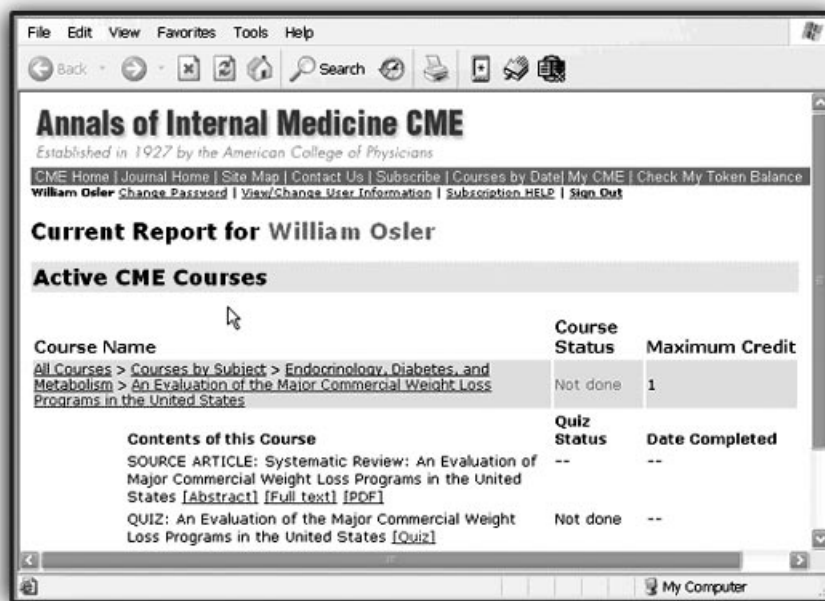 File Edit View Favorites Tools Help
Back Search
Annals of Internal Medicine CME
Established in 1927 by the American College of Physicians
CME Home | Journal Home | Site Map | Contact Us | Subscribe | Courses by Date| My CME | Check My Token Balance
William Osler Change Password | View/Change User Information | Subscription HELP | Sign Out
Current Report for William Osler
Active CME Courses
Course Name Course Status Maximum Credit
All Courses > Courses by Subject > Endocrinology, Diabetes, and
Metabolism > An Evaluation of the Major Commercial Weight Loss
Programs in the United States
Not done 1
Contents of this Course Quiz Status Date Completed
SOURCE ARTICLE: Systematic Review: An Evaluation of -- --
Major Commercial Weight Loss Programs in the United
States [Abstract] [Full text] [PDF]
QUIZ: An Evaluation of the Major Commercial Weight Not done --
Loss Programs in the United States [Quiz]
My Computer